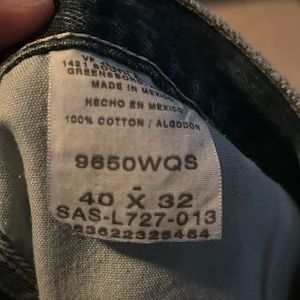 GREENSBORO
MADE IN MEXICO
HECHO EN MEXICO
100% COTTON / ALGODON
9650WQS
-
40 X 32
SAS-L727-013